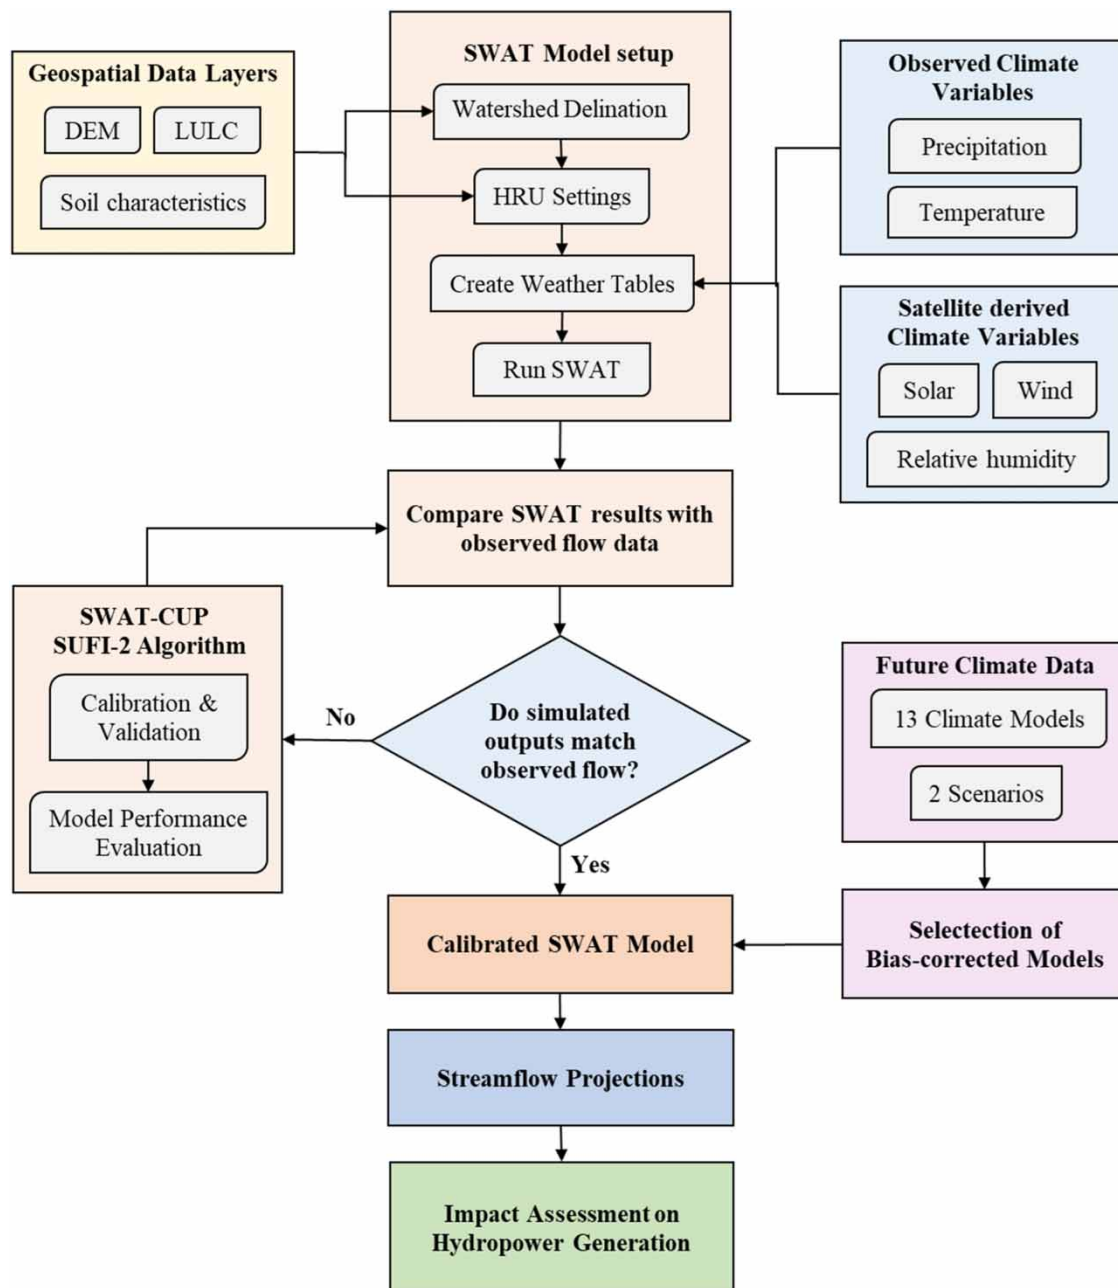 Geospatial Data Layers
DEM
LULC
Soil characteristics
SWAT Model setup
Watershed Delination
HRU Settings
Create Weather Tables
Run SWAT
Observed Climate
Variables
Precipitation
Temperature
Satellite derived
Climate Variables
Solar
Wind
Relative humidity
Compare SWAT results with
observed flow data
SWAT-CUP
SUFI-2 Algorithm
Calibration &
Validation
Model Performance
Evaluation
No
Do simulated
outputs match
observed flow?
Yes
Future Climate Data
13 Climate Models
2 Scenarios
Selectection of
Bias-corrected Models
Calibrated SWAT Model
Streamflow Projections
Impact Assessment on
Hydropower Generation